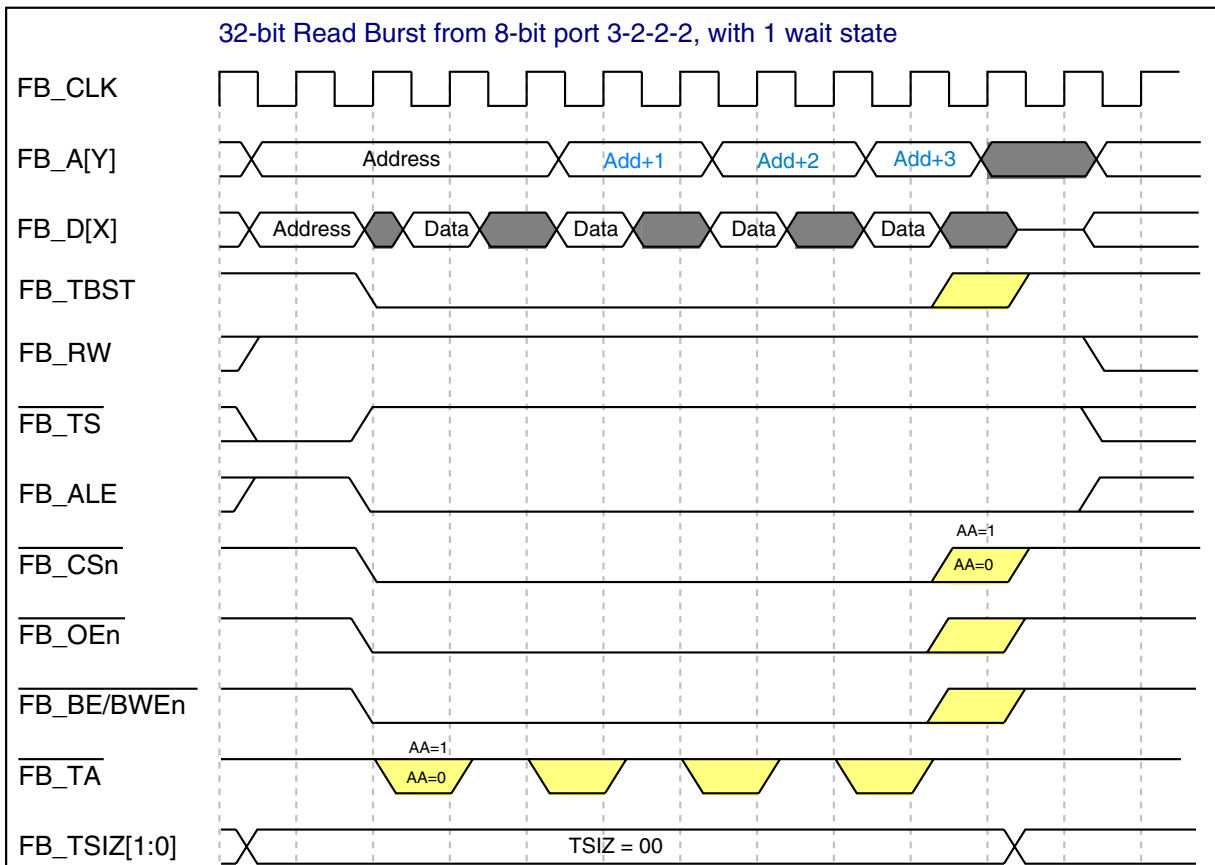 32-bit Read Burst from 8-bit port 3-2-2-2, with 1 wait state
FB_CLK
FB_A[Y] Address Add+1 Add+2 Add+3
FB_D[X] Address Data Data Data Data
FB_TBST
FB_RW
FB_TS
FB_ALE
AA=1
FB_CSn AA=0
FB_OEn
FB_BE/BWEn
AA=1
FB_TA AA=0
FB_TSIZ[1:0] TSIZ = 00